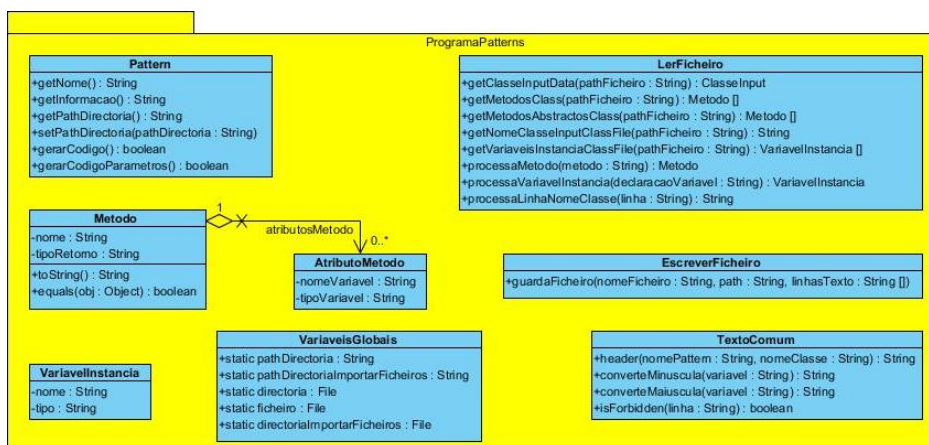 ProgramaPatterns
Pattern
+getNome() : String
+getInformacao() : String
+getPathDirectoria() : String
+setPathDirectoria(pathDirectoria : String)
+gerarCodigo() : boolean
+gerarCodigoParametros() : boolean
LerFicheiro
+getClasseInputData(pathFicheiro : String) : ClasseInput
+getMetodosClass(pathFicheiro : String) : Metodo []
+getMetodosAbstractosClass(pathFicheiro : String) : Metodo []
+getNomeClasseInputClassFile(pathFicheiro : String) : String
+getVariaveisInstanciaClassFile(pathFicheiro : String) : VariavelInstancia []
+processaMetodo(metodo : String) : Metodo
+processaVariavelInstancia(declaracaoVariavel : String) : VariavelInstancia
+processaLinhaNomeClasse(linha : String) : String
Metodo
-nome : String
-tipoRetorno : String
+toString() : String
+equals(obj : Object) : boolean
1
atributosMetodo
0..*
AtributoMetodo
-nomeVariavel : String
-tipoVariavel : String
EscreverFicheiro
+guardaFicheiro(nomeFicheiro : String, path : String, linhasTexto : String [])
VariavelInstancia
-nome : String
-tipo : String
VariaveisGlobais
+static pathDirectoria : String
+static pathDirectoriaImportarFicheiros : String
+static directoria : File
+static ficheiro : File
+static directoriaImportarFicheiros : File
TextoComum
+header(nomePattern : String, nomeClasse : String) : String
+converteMinuscula(variavel : String) : String
+converteMaiuscula(variavel : String) : String
+isForbidden(linha : String) : boolean